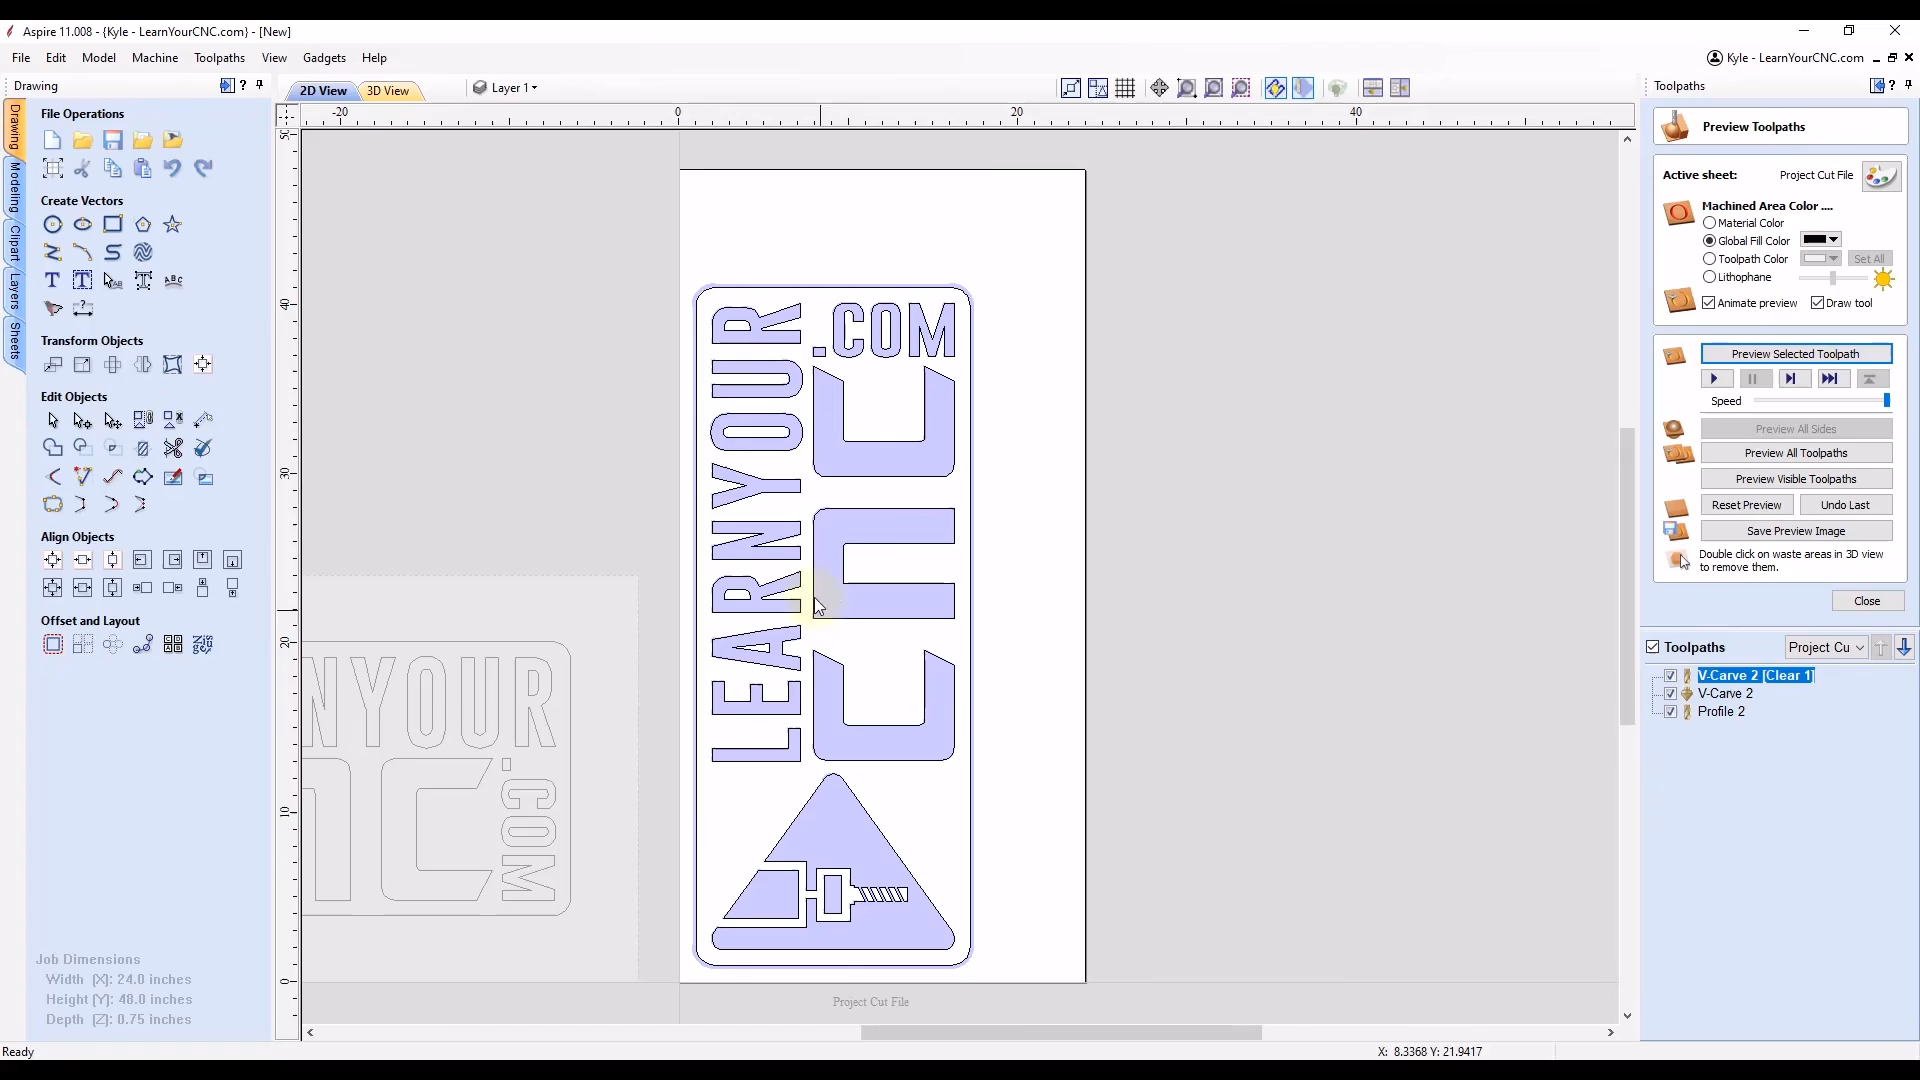 Aspire 11.008 - {Kyle - LearnYourCNC.com} - [New]
File Edit Model Machine Toolpaths View Gadgets Help
Kyle - LearnYourCNC.com
Drawing
2D View
3D View
Layer 1
Toolpaths
Drawing
Modeling
Clipart
Layers
Sheets
File Operations
Create Vectors
Transform Objects
Edit Objects
Align Objects
Offset and Layout
Job Dimensions
Width (X): 24.0 inches
Height (Y): 48.0 inches
Depth (Z): 0.75 inches
-20 0 20 40
50
40
30
20
10
0
LEARNYOUR
cnc
.COM
NYOUR
.COM
Project Cut File
Preview Toolpaths
Active sheet: Project Cut File
Machined Area Color ....
Material Color
Global Fill Color
Toolpath Color Set All
Lithophane
Animate preview Draw tool
Preview Selected Toolpath
Speed
Preview All Sides
Preview All Toolpaths
Preview Visible Toolpaths
Reset Preview Undo Last
Save Preview Image
Double click on waste areas in 3D view
to remove them.
Close
Toolpaths Project Cu
V-Carve 2 [Clear 1]
V-Carve 2
Profile 2
Ready
X: 8.3368 Y: 21.9417